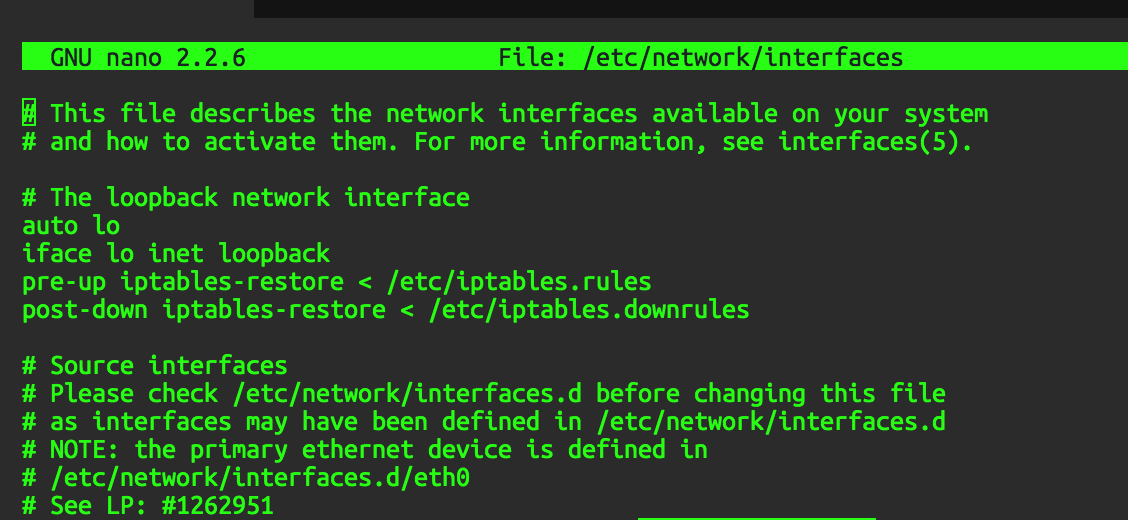 GNU nano 2.2.6 File: /etc/network/interfaces
# This file describes the network interfaces available on your system
# and how to activate them. For more information, see interfaces(5).
# The loopback network interface
auto lo
iface lo inet loopback
pre-up iptables-restore < /etc/iptables.rules
post-down iptables-restore < /etc/iptables.downrules
# Source interfaces
# Please check /etc/network/interfaces.d before changing this file
# as interfaces may have been defined in /etc/network/interfaces.d
# NOTE: the primary ethernet device is defined in
# /etc/network/interfaces.d/eth0
# See LP: #1262951